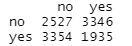 no yes
no 2527 3346
yes 3354 1935